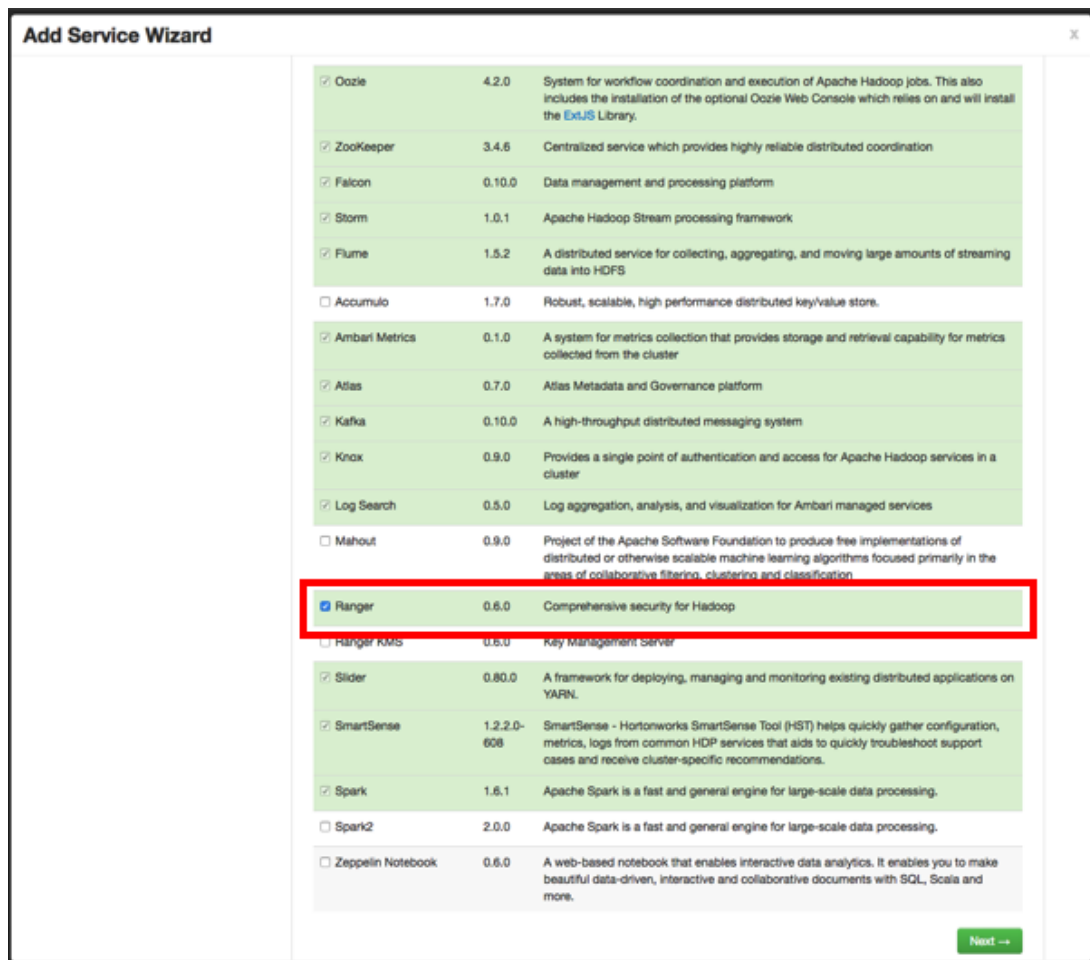 Add Service Wizard
X
Oozie 4.2.0 System for workflow coordination and execution of Apache Hadoop jobs. This also
includes the installation of the optional Oozie Web Console which relies on and will install
the ExtJS Library.
ZooKeeper 3.4.6 Centralized service which provides highly reliable distributed coordination
Falcon 0.10.0 Data management and processing platform
Storm 1.0.1 Apache Hadoop Stream processing framework
Flume 1.5.2 A distributed service for collecting, aggregating, and moving large amounts of streaming
data into HDFS
Accumulo 1.7.0 Robust, scalable, high performance distributed key/value store.
Ambari Metrics 0.1.0 A system for metrics collection that provides storage and retrieval capability for metrics
collected from the cluster
Atlas 0.7.0 Atlas Metadata and Governance platform
Kafka 0.10.0 A high-throughput distributed messaging system
Knox 0.9.0 Provides a single point of authentication and access for Apache Hadoop services in a
cluster
Log Search 0.5.0 Log aggregation, analysis, and visualization for Ambari managed services
Mahout 0.9.0 Project of the Apache Software Foundation to produce free implementations of
distributed or otherwise scalable machine learning algorithms focused primarily in the
areas of collaborative filtering, clustering and classification
Ranger 0.6.0 Comprehensive security for Hadoop
Ranger KMS 0.6.0 Key Management Server
Slider 0.80.0 A framework for deploying, managing and monitoring existing distributed applications on
YARN.
SmartSense 1.2.2.0- SmartSense - Hortonworks SmartSense Tool (HST) helps quickly gather configuration,
608 metrics, logs from common HDP services that aids to quickly troubleshoot support
cases and receive cluster-specific recommendations.
Spark 1.6.1 Apache Spark is a fast and general engine for large-scale data processing.
Spark2 2.0.0 Apache Spark is a fast and general engine for large-scale data processing.
Zeppelin Notebook 0.6.0 A web-based notebook that enables interactive data analytics. It enables you to make
beautiful data-driven, interactive and collaborative documents with SQL, Scala and
more.
Next →